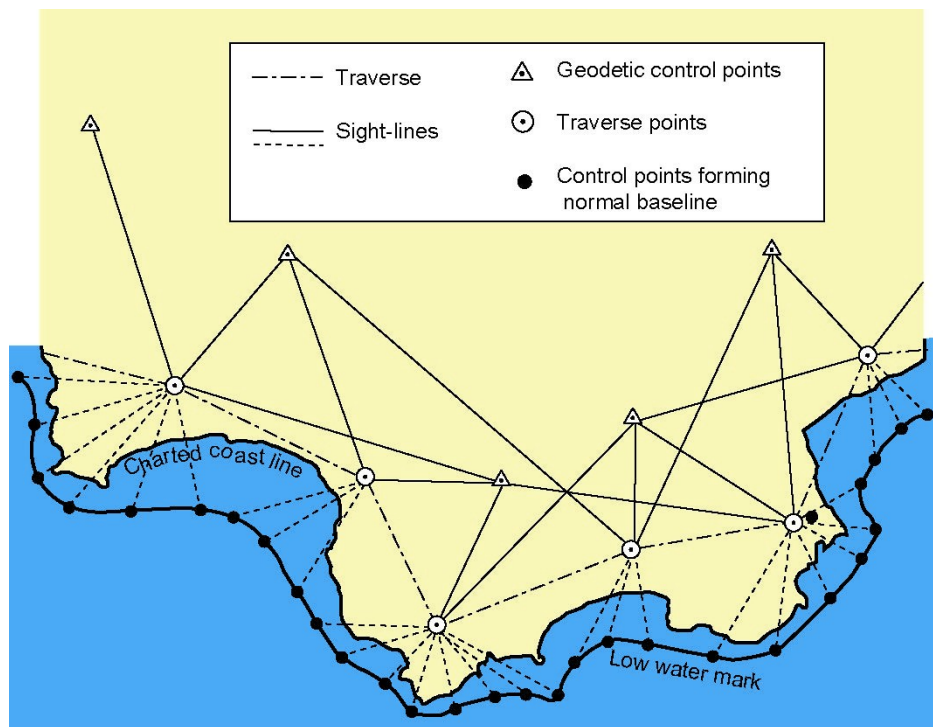 Traverse
Sight-lines
Geodetic control points
Traverse points
Control points forming
normal baseline
Charted coast line
Low water mark